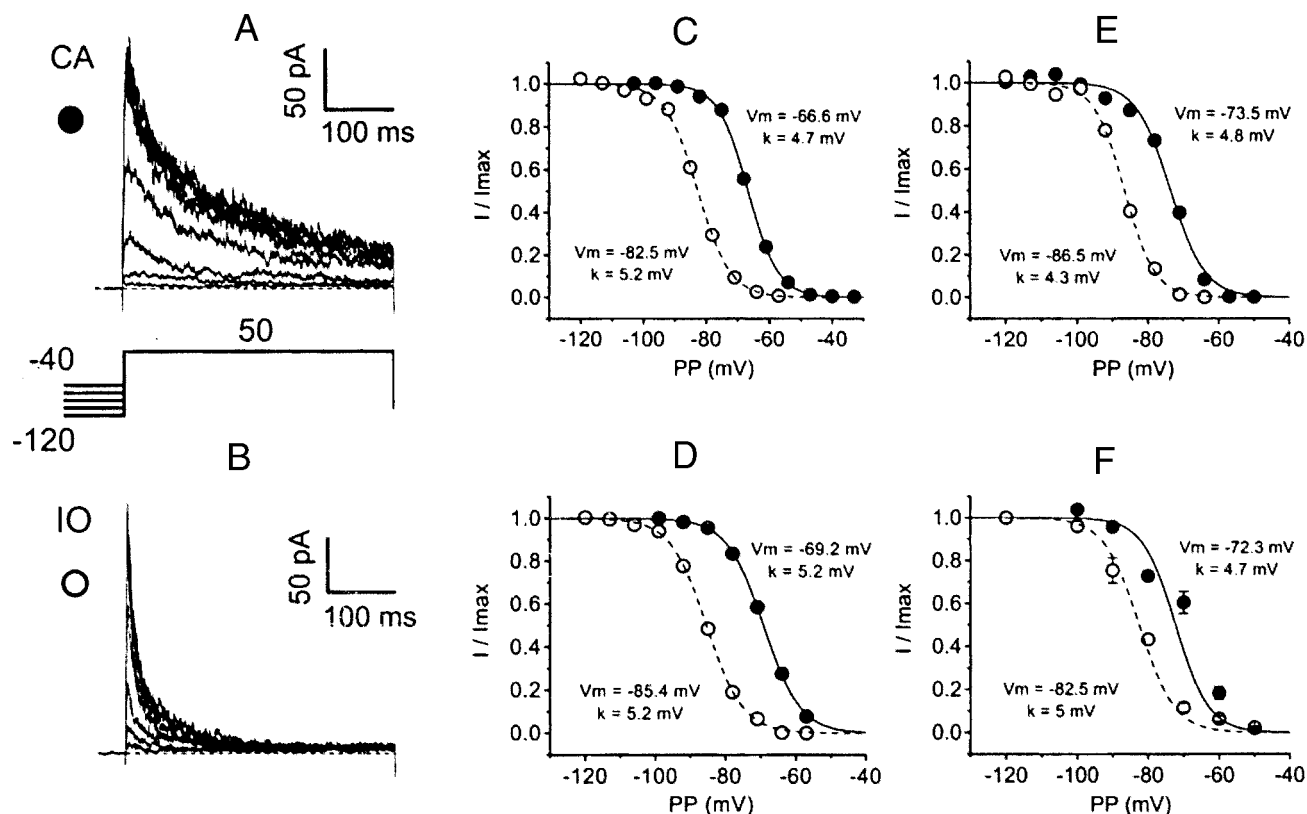 A
CA
50 pA
100 ms
50
-40
-120
B
IO
50 pA
100 ms
C
I / Imax
1.0
0.8
0.6
0.4
0.2
0.0
Vm = -66.6 mV
k = 4.7 mV
Vm = -82.5 mV
k = 5.2 mV
-120
-100
-80
-60
-40
PP (mV)
E
I / Imax
1.0
0.8
0.6
0.4
0.2
0.0
Vm = -73.5 mV
k = 4.8 mV
Vm = -86.5 mV
k = 4.3 mV
-120
-100
-80
-60
-40
PP (mV)
D
I / Imax
1.0
0.8
0.6
0.4
0.2
0.0
Vm = -69.2 mV
k = 5.2 mV
Vm = -85.4 mV
k = 5.2 mV
-120
-100
-80
-60
-40
PP (mV)
F
I / Imax
1.0
0.8
0.6
0.4
0.2
0.0
Vm = -72.3 mV
k = 4.7 mV
Vm = -82.5 mV
k = 5 mV
-120
-100
-80
-60
-40
PP (mV)